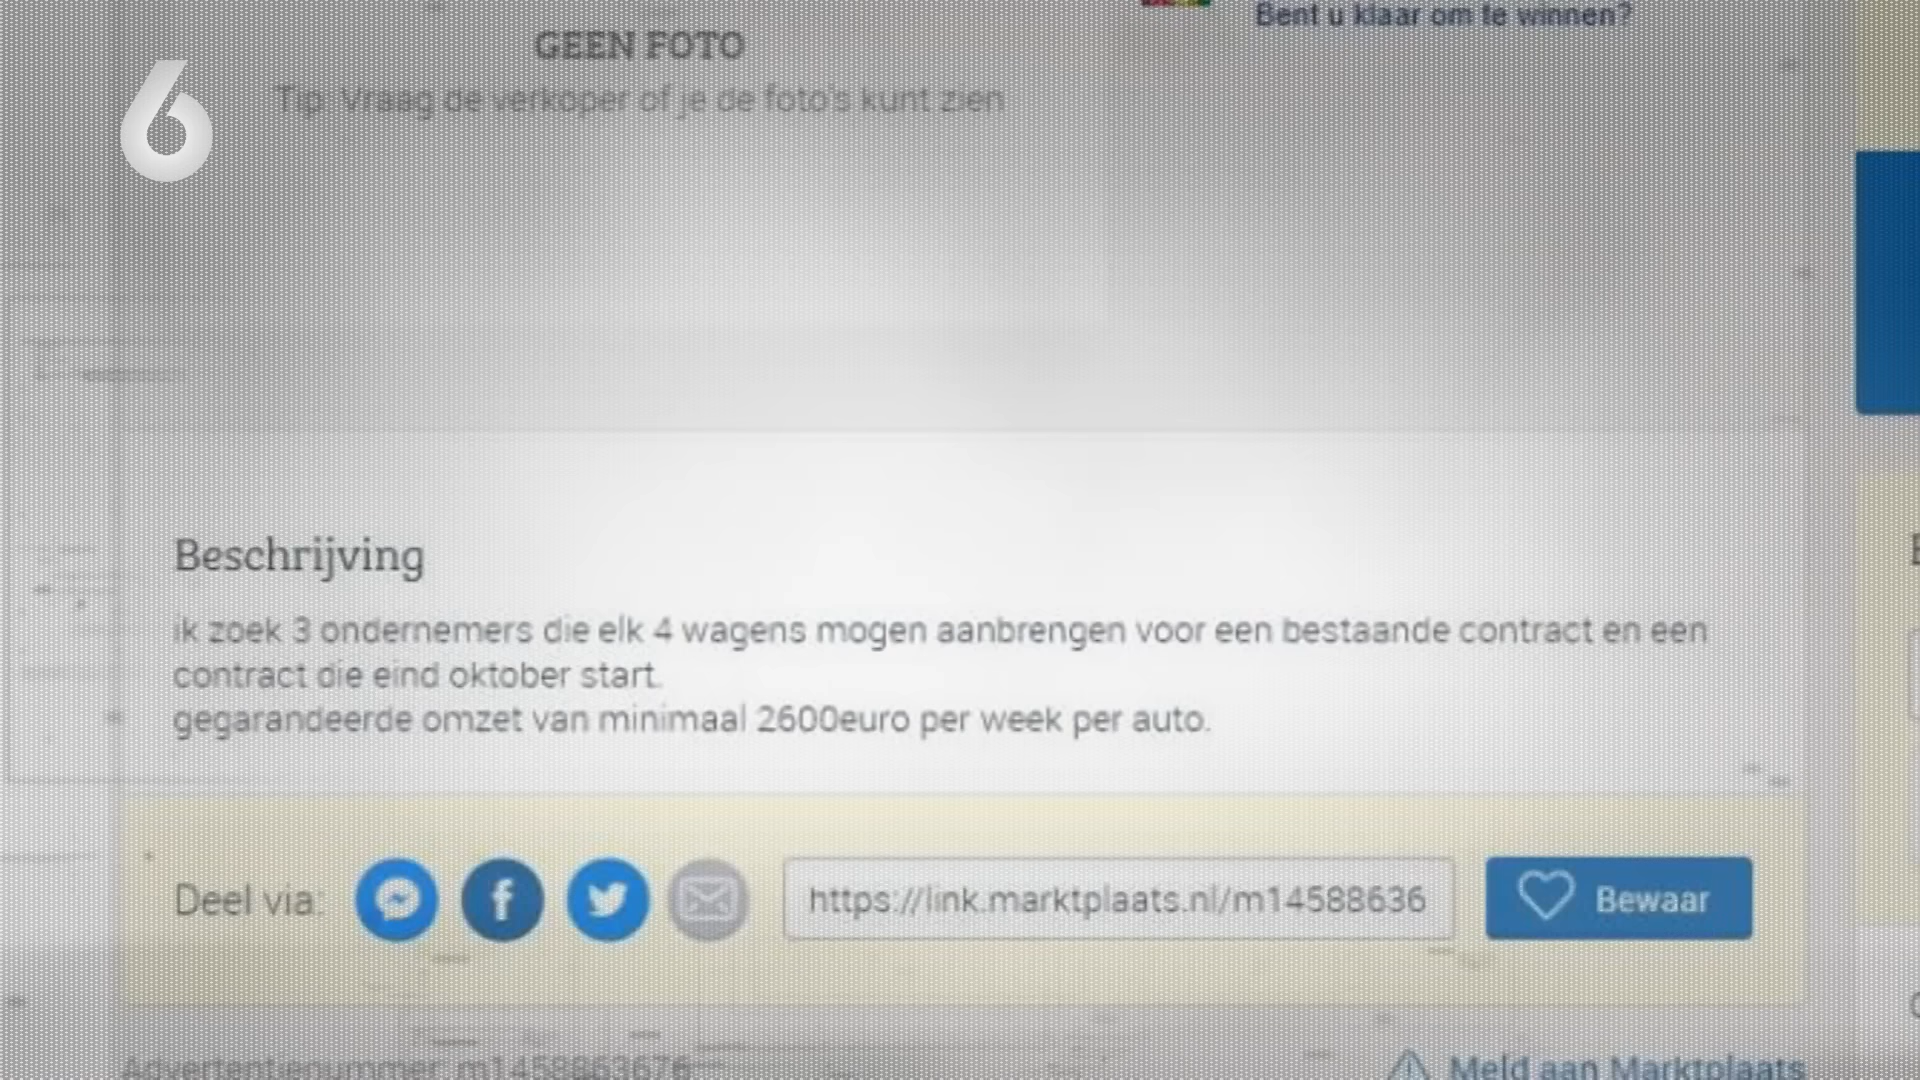 Bent u klaar om te winnen?
GEEN FOTO
Tip: Vraag de verkoper of je de foto's kunt zien
6
Beschrijving
ik zoek 3 ondernemers die elk 4 wagens mogen aanbrengen voor een bestaande contract en een
contract die eind oktober start.
gegarandeerde omzet van minimaal 2600euro per week per auto.
Deel via:
https://link.marktplaats.nl/m14588636
Bewaar
Advertentienummer: m1458863676
Meld aan Marktplaats